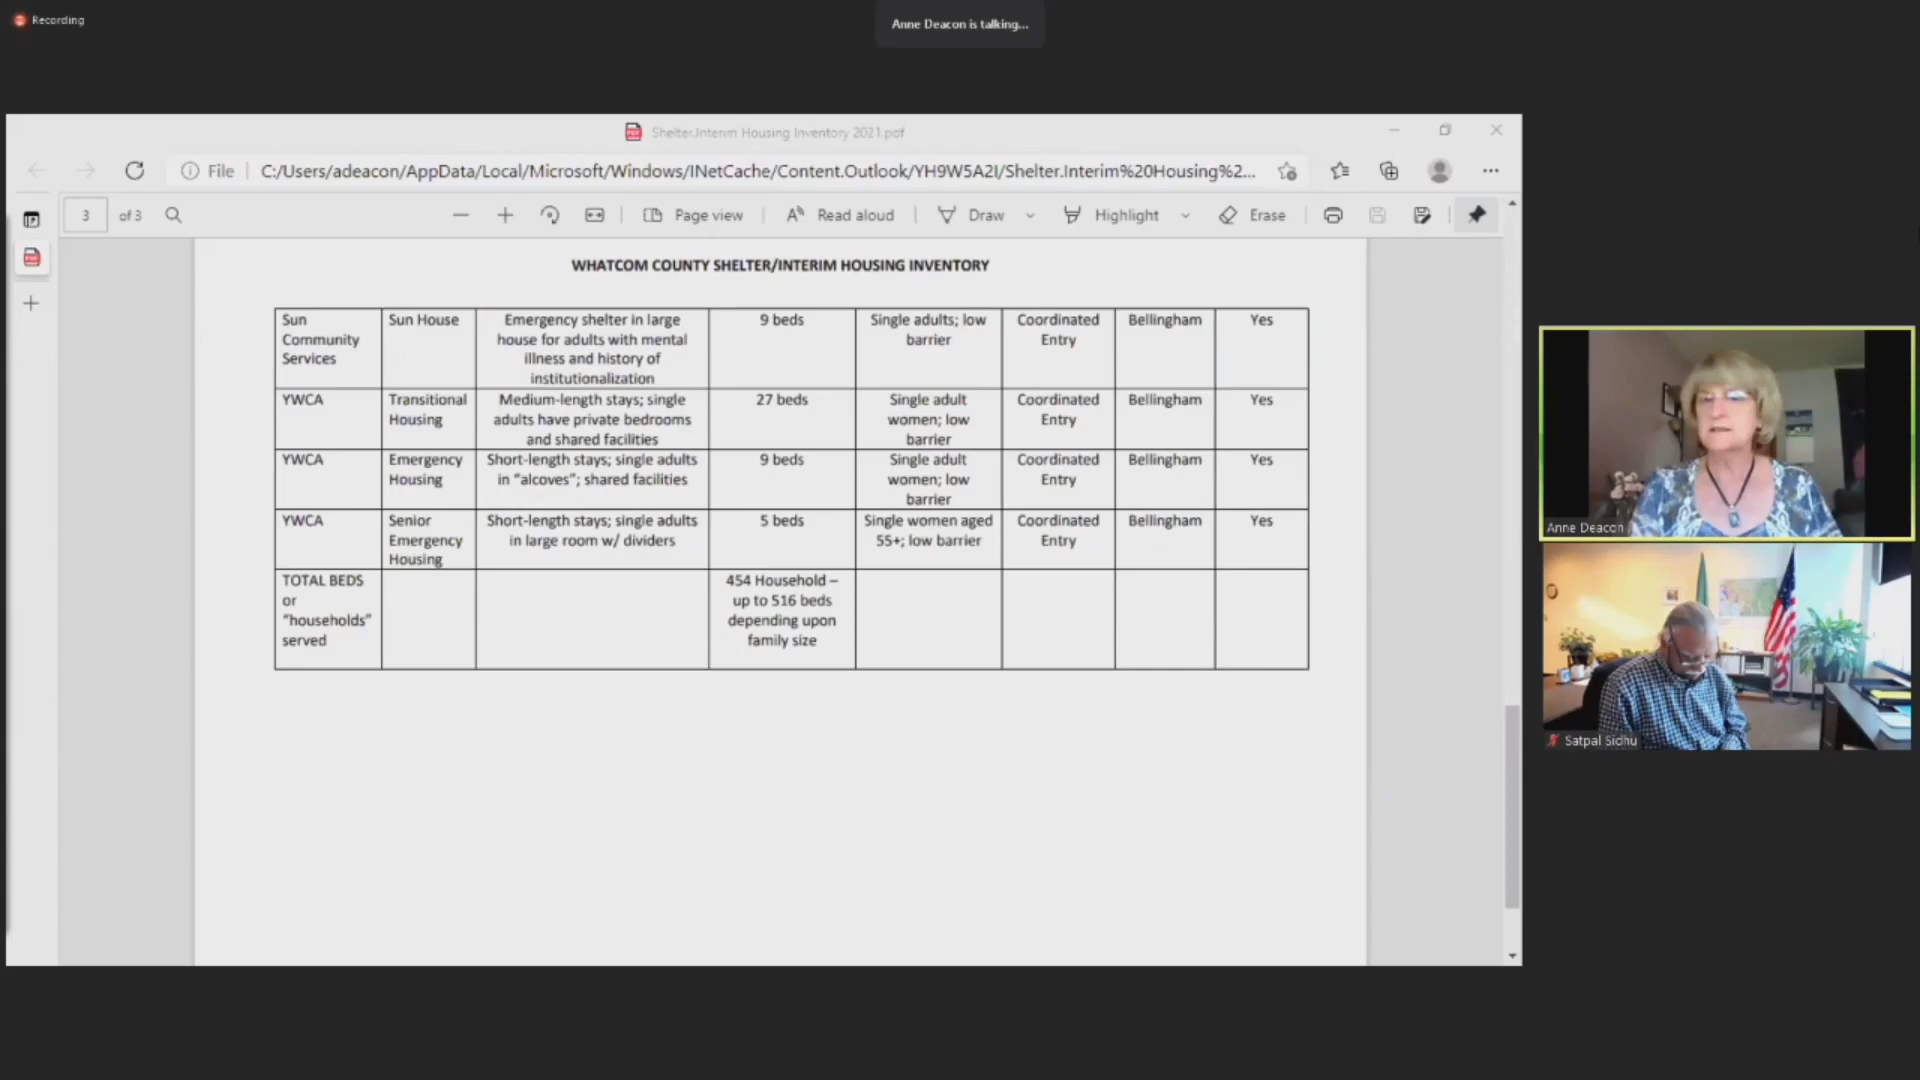 Recording
Anne Deacon is talking...
Shelter.Interim Housing Inventory 2021.pdf
File C:/Users/adeacon/AppData/Local/Microsoft/Windows/INetCache/Content.Outlook/YH9W5A2I/Shelter.Interim%20Housing%2...
3 of 3 Page view Read aloud Draw Highlight Erase
WHATCOM COUNTY SHELTER/INTERIM HOUSING INVENTORY
Sun
Community
Services
Sun House
Emergency shelter in large
house for adults with mental
illness and history of
institutionalization
9 beds
Single adults; low
barrier
Coordinated
Entry
Bellingham
Yes
YWCA
Transitional
Housing
Medium-length stays; single
adults have private bedrooms
and shared facilities
27 beds
Single adult
women; low
barrier
Coordinated
Entry
Bellingham
Yes
YWCA
Emergency
Housing
Short-length stays; single adults
in "alcoves"; shared facilities
9 beds
Single adult
women; low
barrier
Coordinated
Entry
Bellingham
Yes
YWCA
Senior
Emergency
Housing
Short-length stays; single adults
in large room w/ dividers
5 beds
Single women aged
55+; low barrier
Coordinated
Entry
Bellingham
Yes
TOTAL BEDS
or
"households"
served
454 Household –
up to 516 beds
depending upon
family size
Anne Deacon
Satpal Sidhu